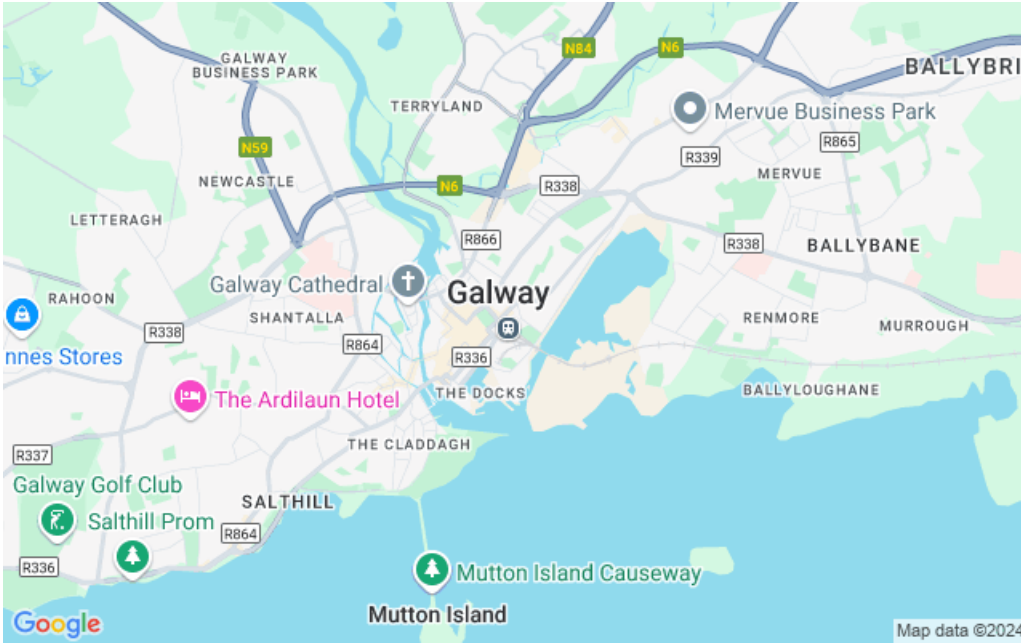 GALWAY
BUSINESS PARK
N84
N6
BALLYBRI
TERRYLAND
Mervue Business Park
N59
R865
R339
NEWCASTLE
N6
R338
MERVUE
LETTERAGH
R866
R338
BALLYBANE
Galway Cathedral
Galway
RAHOON
SHANTALLA
RENMORE
MURROUGH
R338
R864
R336
nnes Stores
THE DOCKS
BALLYLOUGHANE
The Ardilaun Hotel
THE CLADDAGH
R337
Galway Golf Club
SALTHILL
Salthill Prom
R864
R336
Mutton Island Causeway
Mutton Island
Google
Map data ©2024